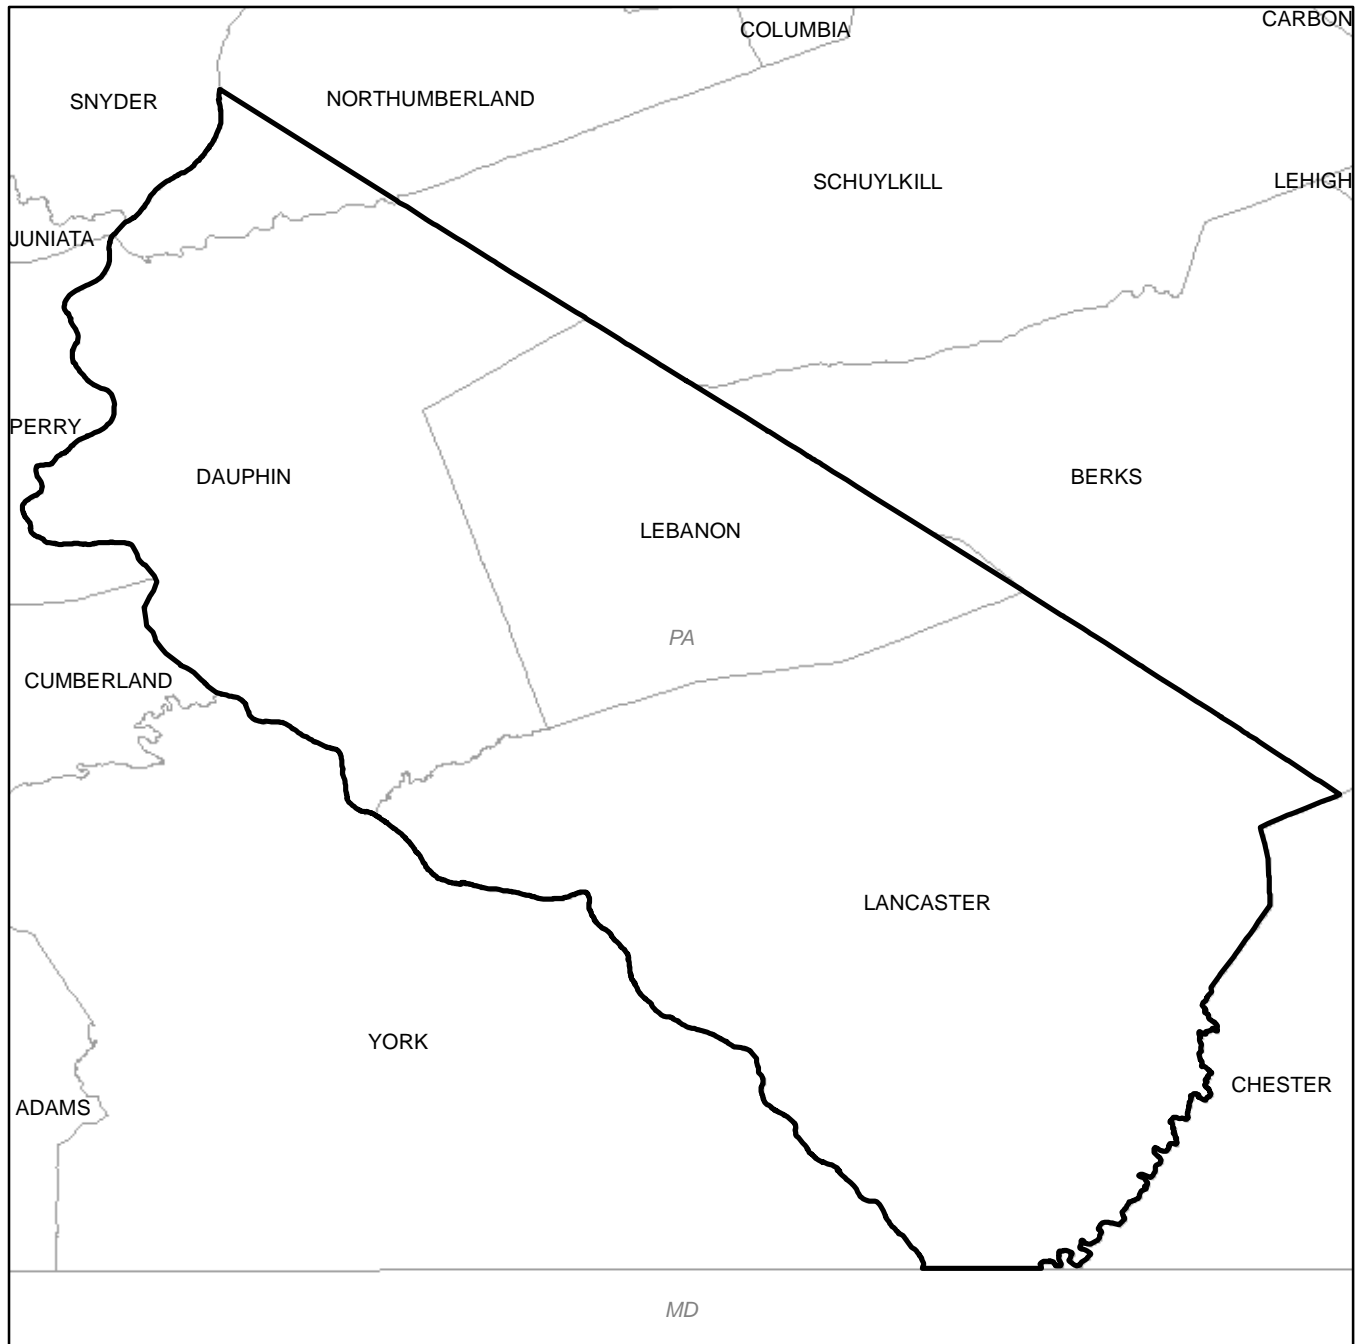 CARBON
COLUMBIA
SNYDER
NORTHUMBERLAND
SCHUYLKILL
LEHIGH
JUNIATA
PERRY
DAUPHIN
BERKS
LEBANON
PA
CUMBERLAND
LANCASTER
YORK
CHESTER
ADAMS
MD